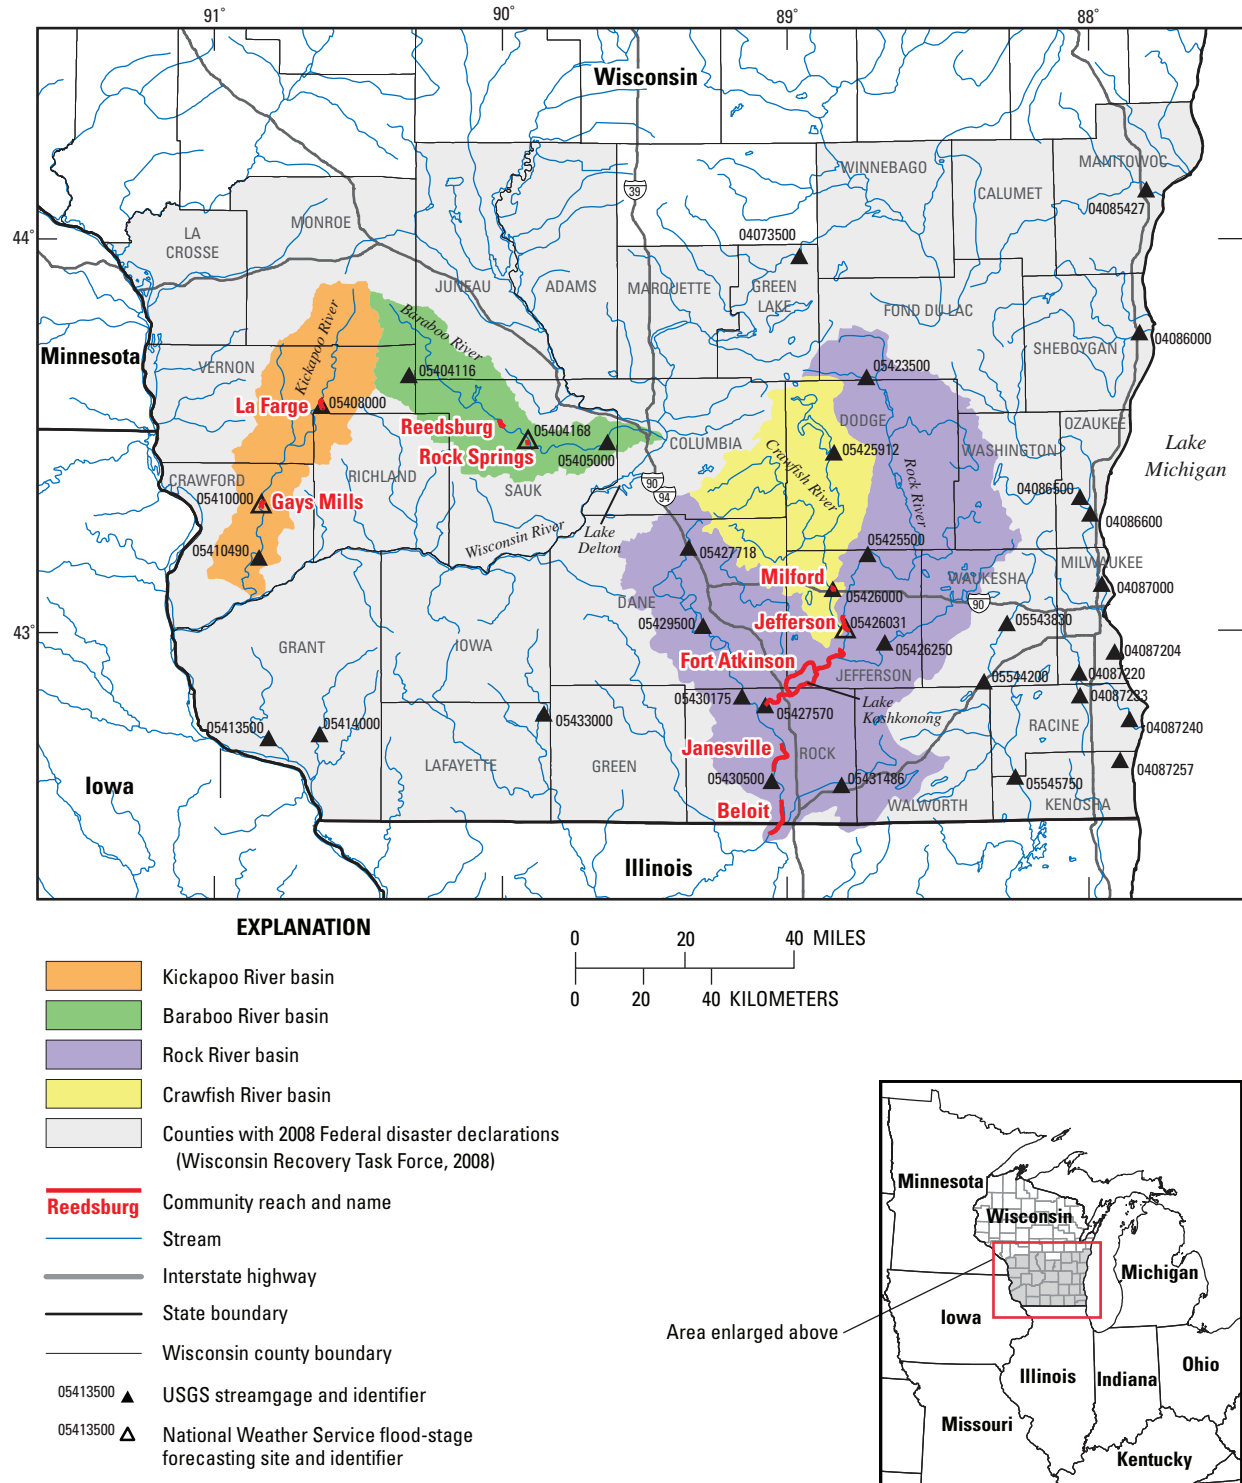 91°
90°
89°
88°
Wisconsin
WINNEBAGO
MANITOWOC
CALUMET
39
04085427
MONROE
LA
CROSSE
04073500
44°
JUNEAU
ADAMS
MARQUETTE
GREEN
LAKE
FOND DU LAC
Kickapoo River
Baraboo River
04086000
SHEBOYGAN
Minnesota
VERNON
05404116
05423500
La Farge
05408000
Reedsburg
05404168
DODGE
OZAUKEE
COLUMBIA
WASHINGTON
Lake
Michigan
Rock Springs
05405000
05425912
Crawfish River
Rock River
RICHLAND
CRAWFORD
SAUK
05410000
Gays Mills
90
94
04086500
04086600
Wisconsin River
Lake
Delton
05410490
05427718
05425500
MILWAUKEE
WAUKESHA
Milford
04087000
05426000
90
DANE
43°
05429500
Jefferson
05426031
05543830
GRANT
IOWA
05426250
04087204
Fort Atkinson
JEFFERSON
04087220
05544200
04087233
05430175
Lake
Koshkonong
05427570
05413500
05414000
05433000
RACINE
04087240
Janesville
ROCK
LAFAYETTE
GREEN
04087257
05430500
05431486
05545750
Iowa
Beloit
WALWORTH
KENOSHA
Illinois
EXPLANATION
Kickapoo River basin
Baraboo River basin
Rock River basin
Crawfish River basin
Counties with 2008 Federal disaster declarations
(Wisconsin Recovery Task Force, 2008)
Reedsburg Community reach and name
Stream
Interstate highway
State boundary
Wisconsin county boundary
05413500 USGS streamgage and identifier
05413500 National Weather Service flood-stage
forecasting site and identifier
0 20 40 MILES
0 20 40 KILOMETERS
Minnesota
Wisconsin
Michigan
Area enlarged above
Iowa
Illinois
Indiana
Ohio
Missouri
Kentucky